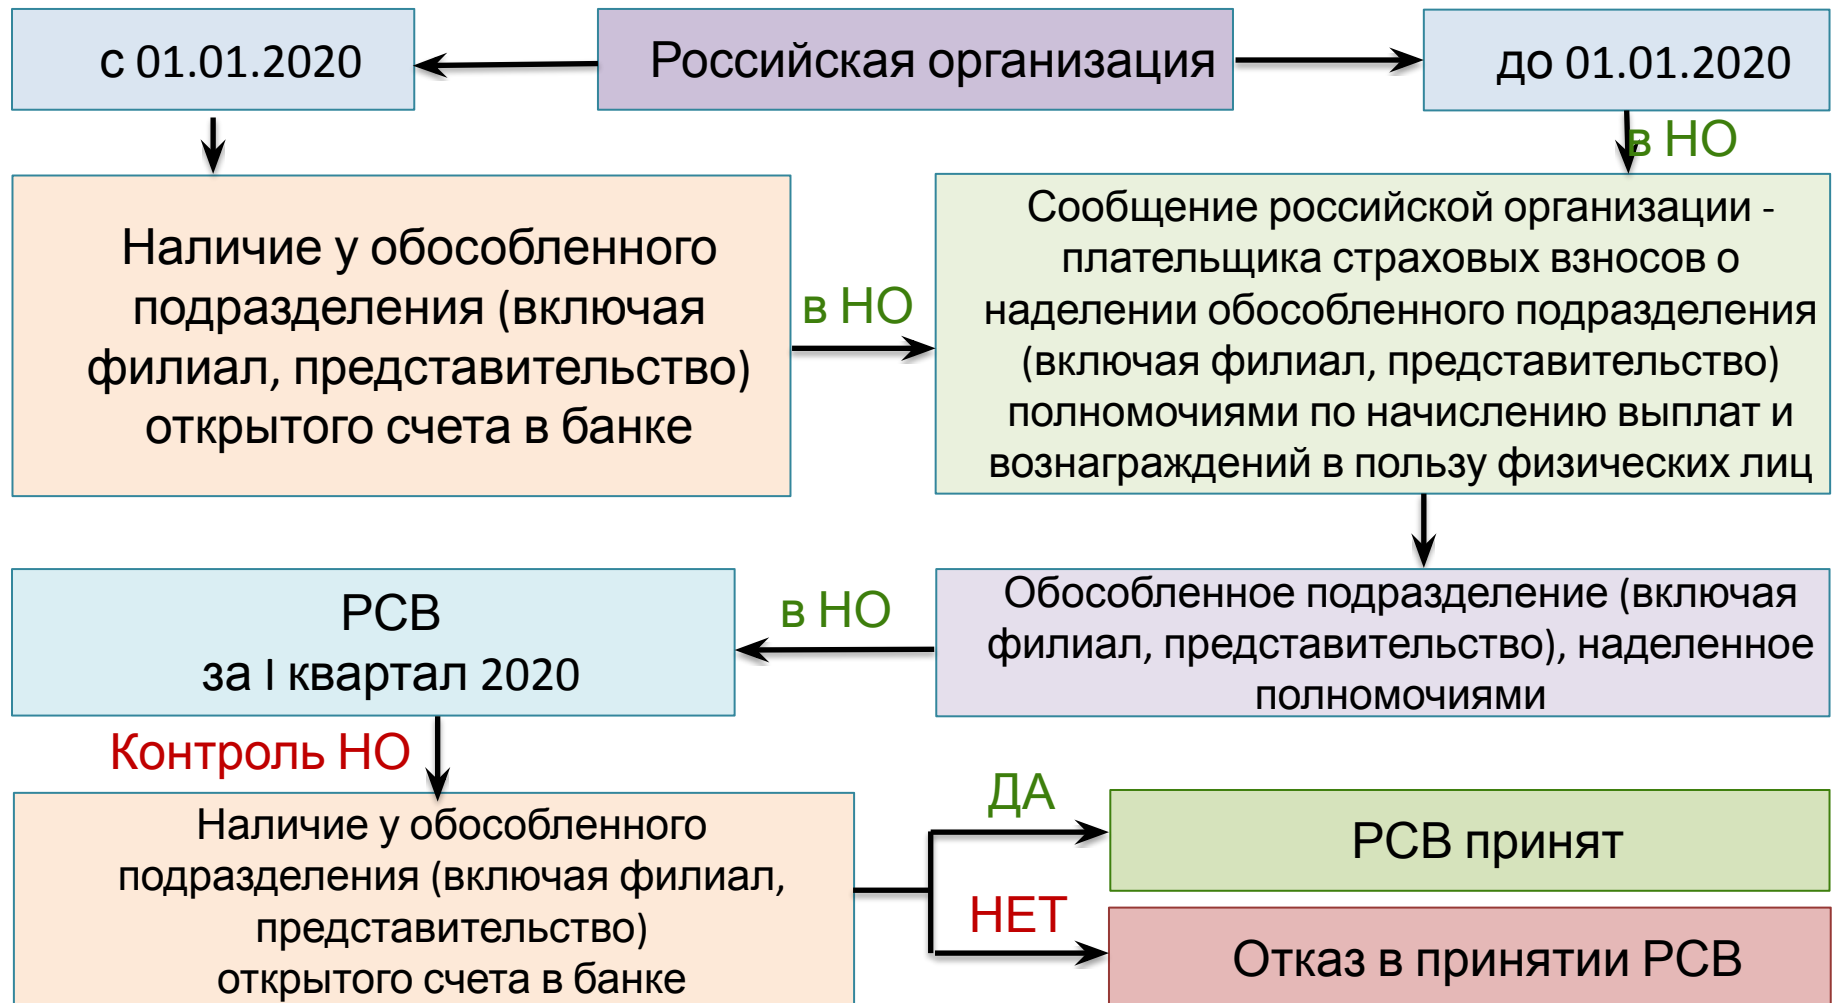 с 01.01.2020
Российская организация
до 01.01.2020
в НО
Наличие у обособленного
подразделения (включая
филиал, представительство)
открытого счета в банке
в НО
Сообщение российской организации -
плательщика страховых взносов о
наделении обособленного подразделения
(включая филиал, представительство)
полномочиями по начислению выплат и
вознаграждений в пользу физических лиц
РСВ
за I квартал 2020
в НО
Обособленное подразделение (включая
филиал, представительство), наделенное
полномочиями
Контроль НО
Наличие у обособленного
подразделения (включая филиал,
представительство)
открытого счета в банке
ДА
РСВ принят
НЕТ
Отказ в принятии РСВ